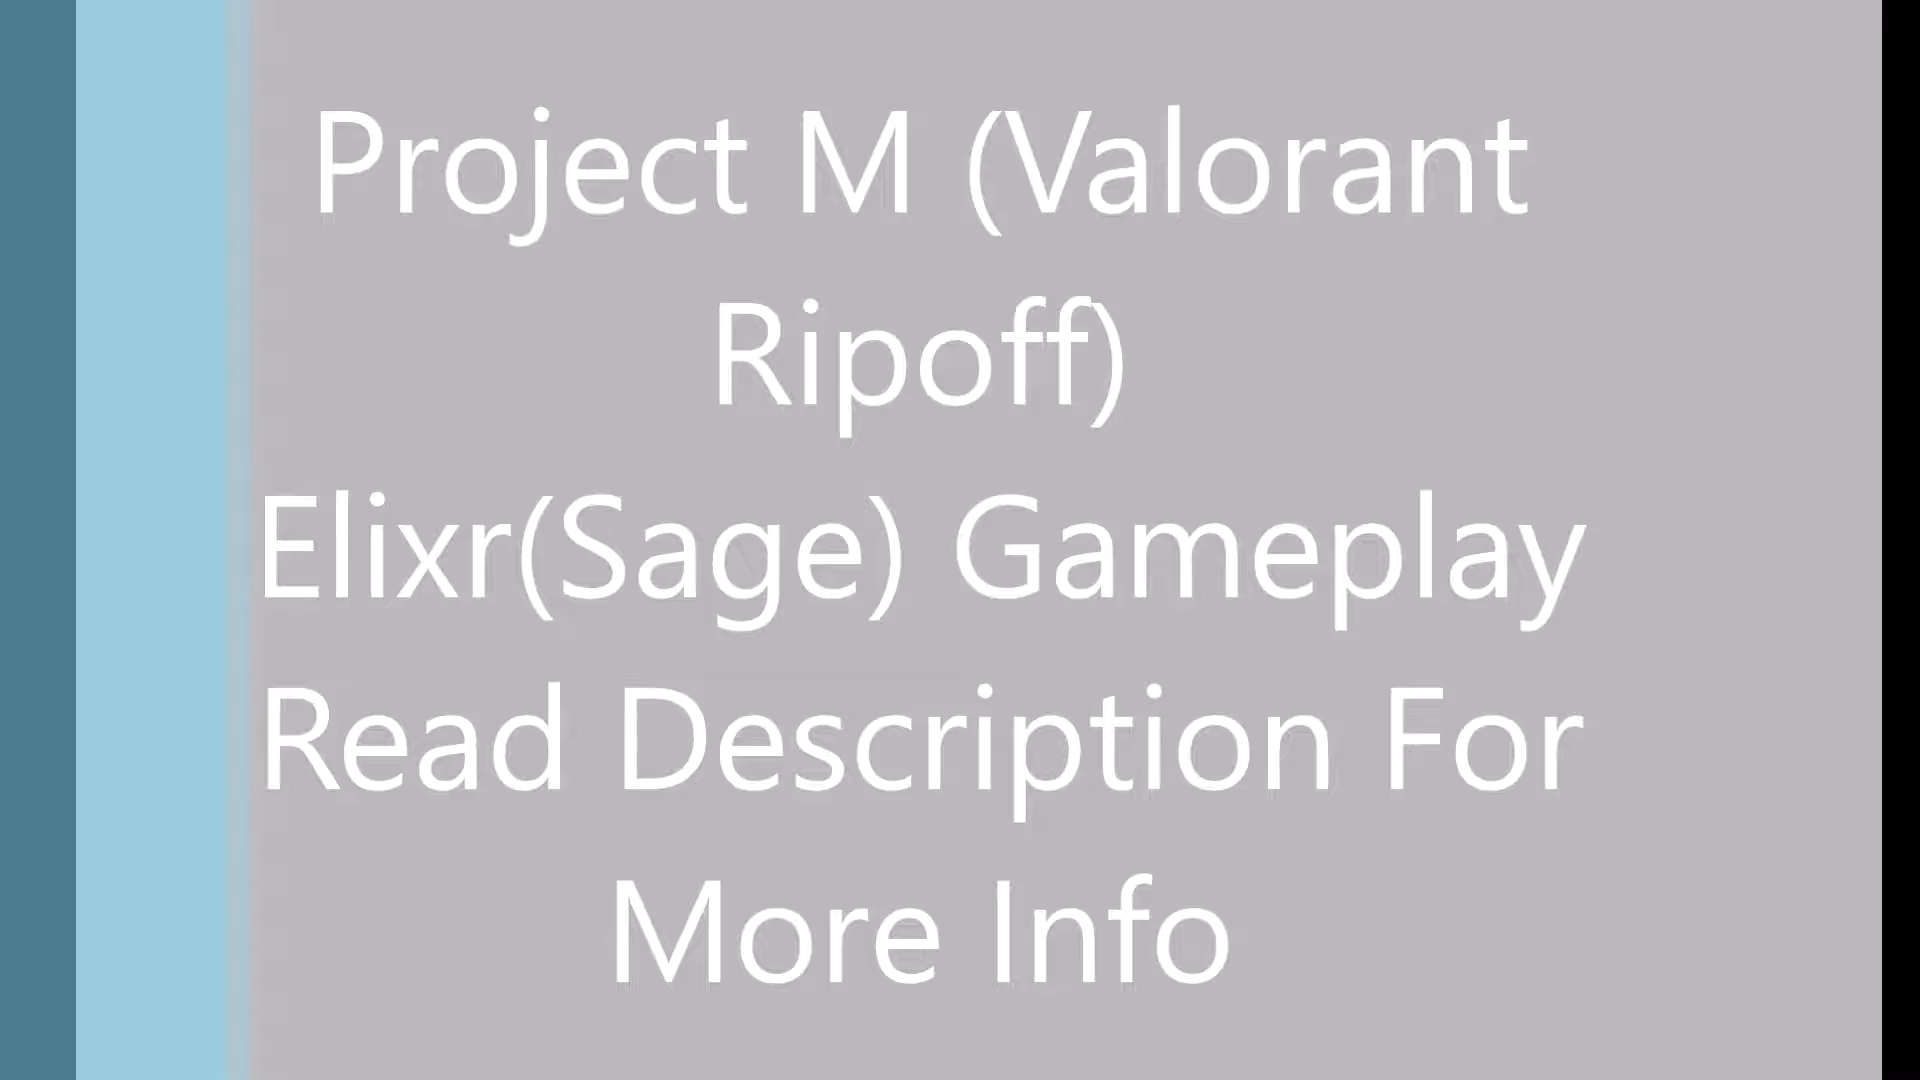 Project M (Valorant
Ripoff)
Elixr(Sage) Gameplay
Read Description For
More Info